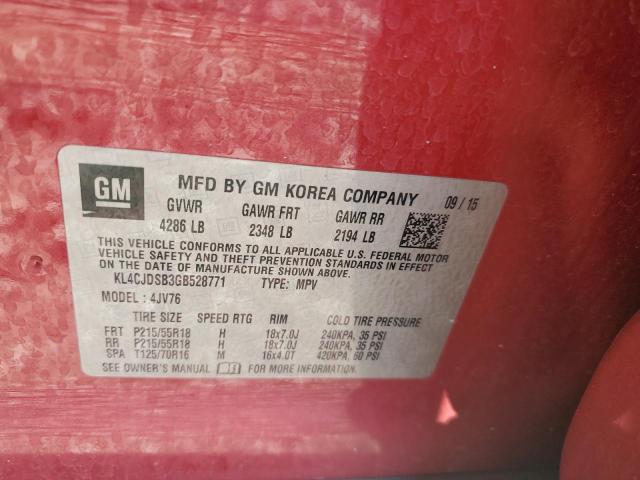 GM MFD BY GM KOREA COMPANY 09 / 15
GVWR GAWR FRT GAWR RR
4286 LB 2348 LB 2194 LB
THIS VEHICLE CONFORMS TO ALL APPLICABLE U.S. FEDERAL MOTOR
VEHICLE SAFETY AND THEFT PREVENTION STANDARDS IN EFFECT
ON THE DATE OF MANUFACTURE SHOWN ABOVE.
KL4CJDSB3GB528771 TYPE: MPV
MODEL: 4JV76
TIRE SIZE SPEED RTG RIM COLD TIRE PRESSURE
FRT P215/55R18 H 18x7.0J 240KPA, 35 PSI
RR P215/55R18 H 18x7.0J 240KPA, 35 PSI
SPA T125/70R16 M 16x4.0T 420KPA, 60 PSI
SEE OWNER'S MANUAL FOR MORE INFORMATION.